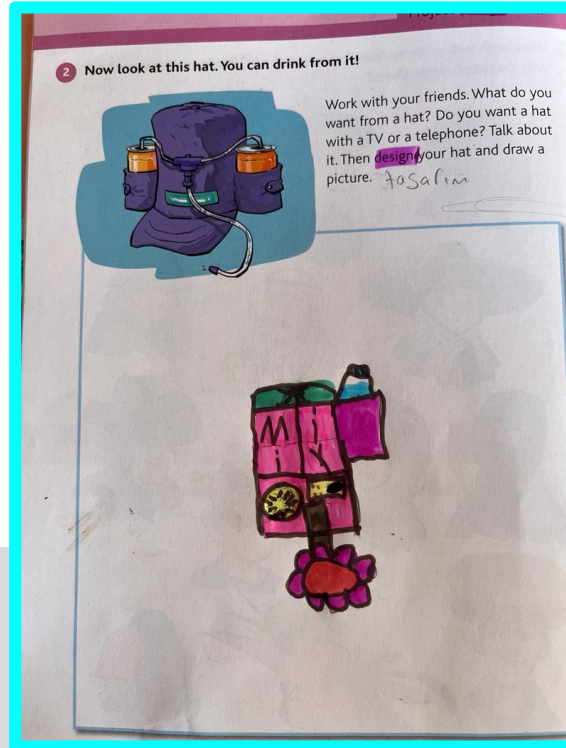 2 Now look at this hat. You can drink from it!
Work with your friends. What do you
want from a hat? Do you want a hat
with a TV or a telephone? Talk about
it. Then design your hat and draw a
picture. tasarım
M i
i Y